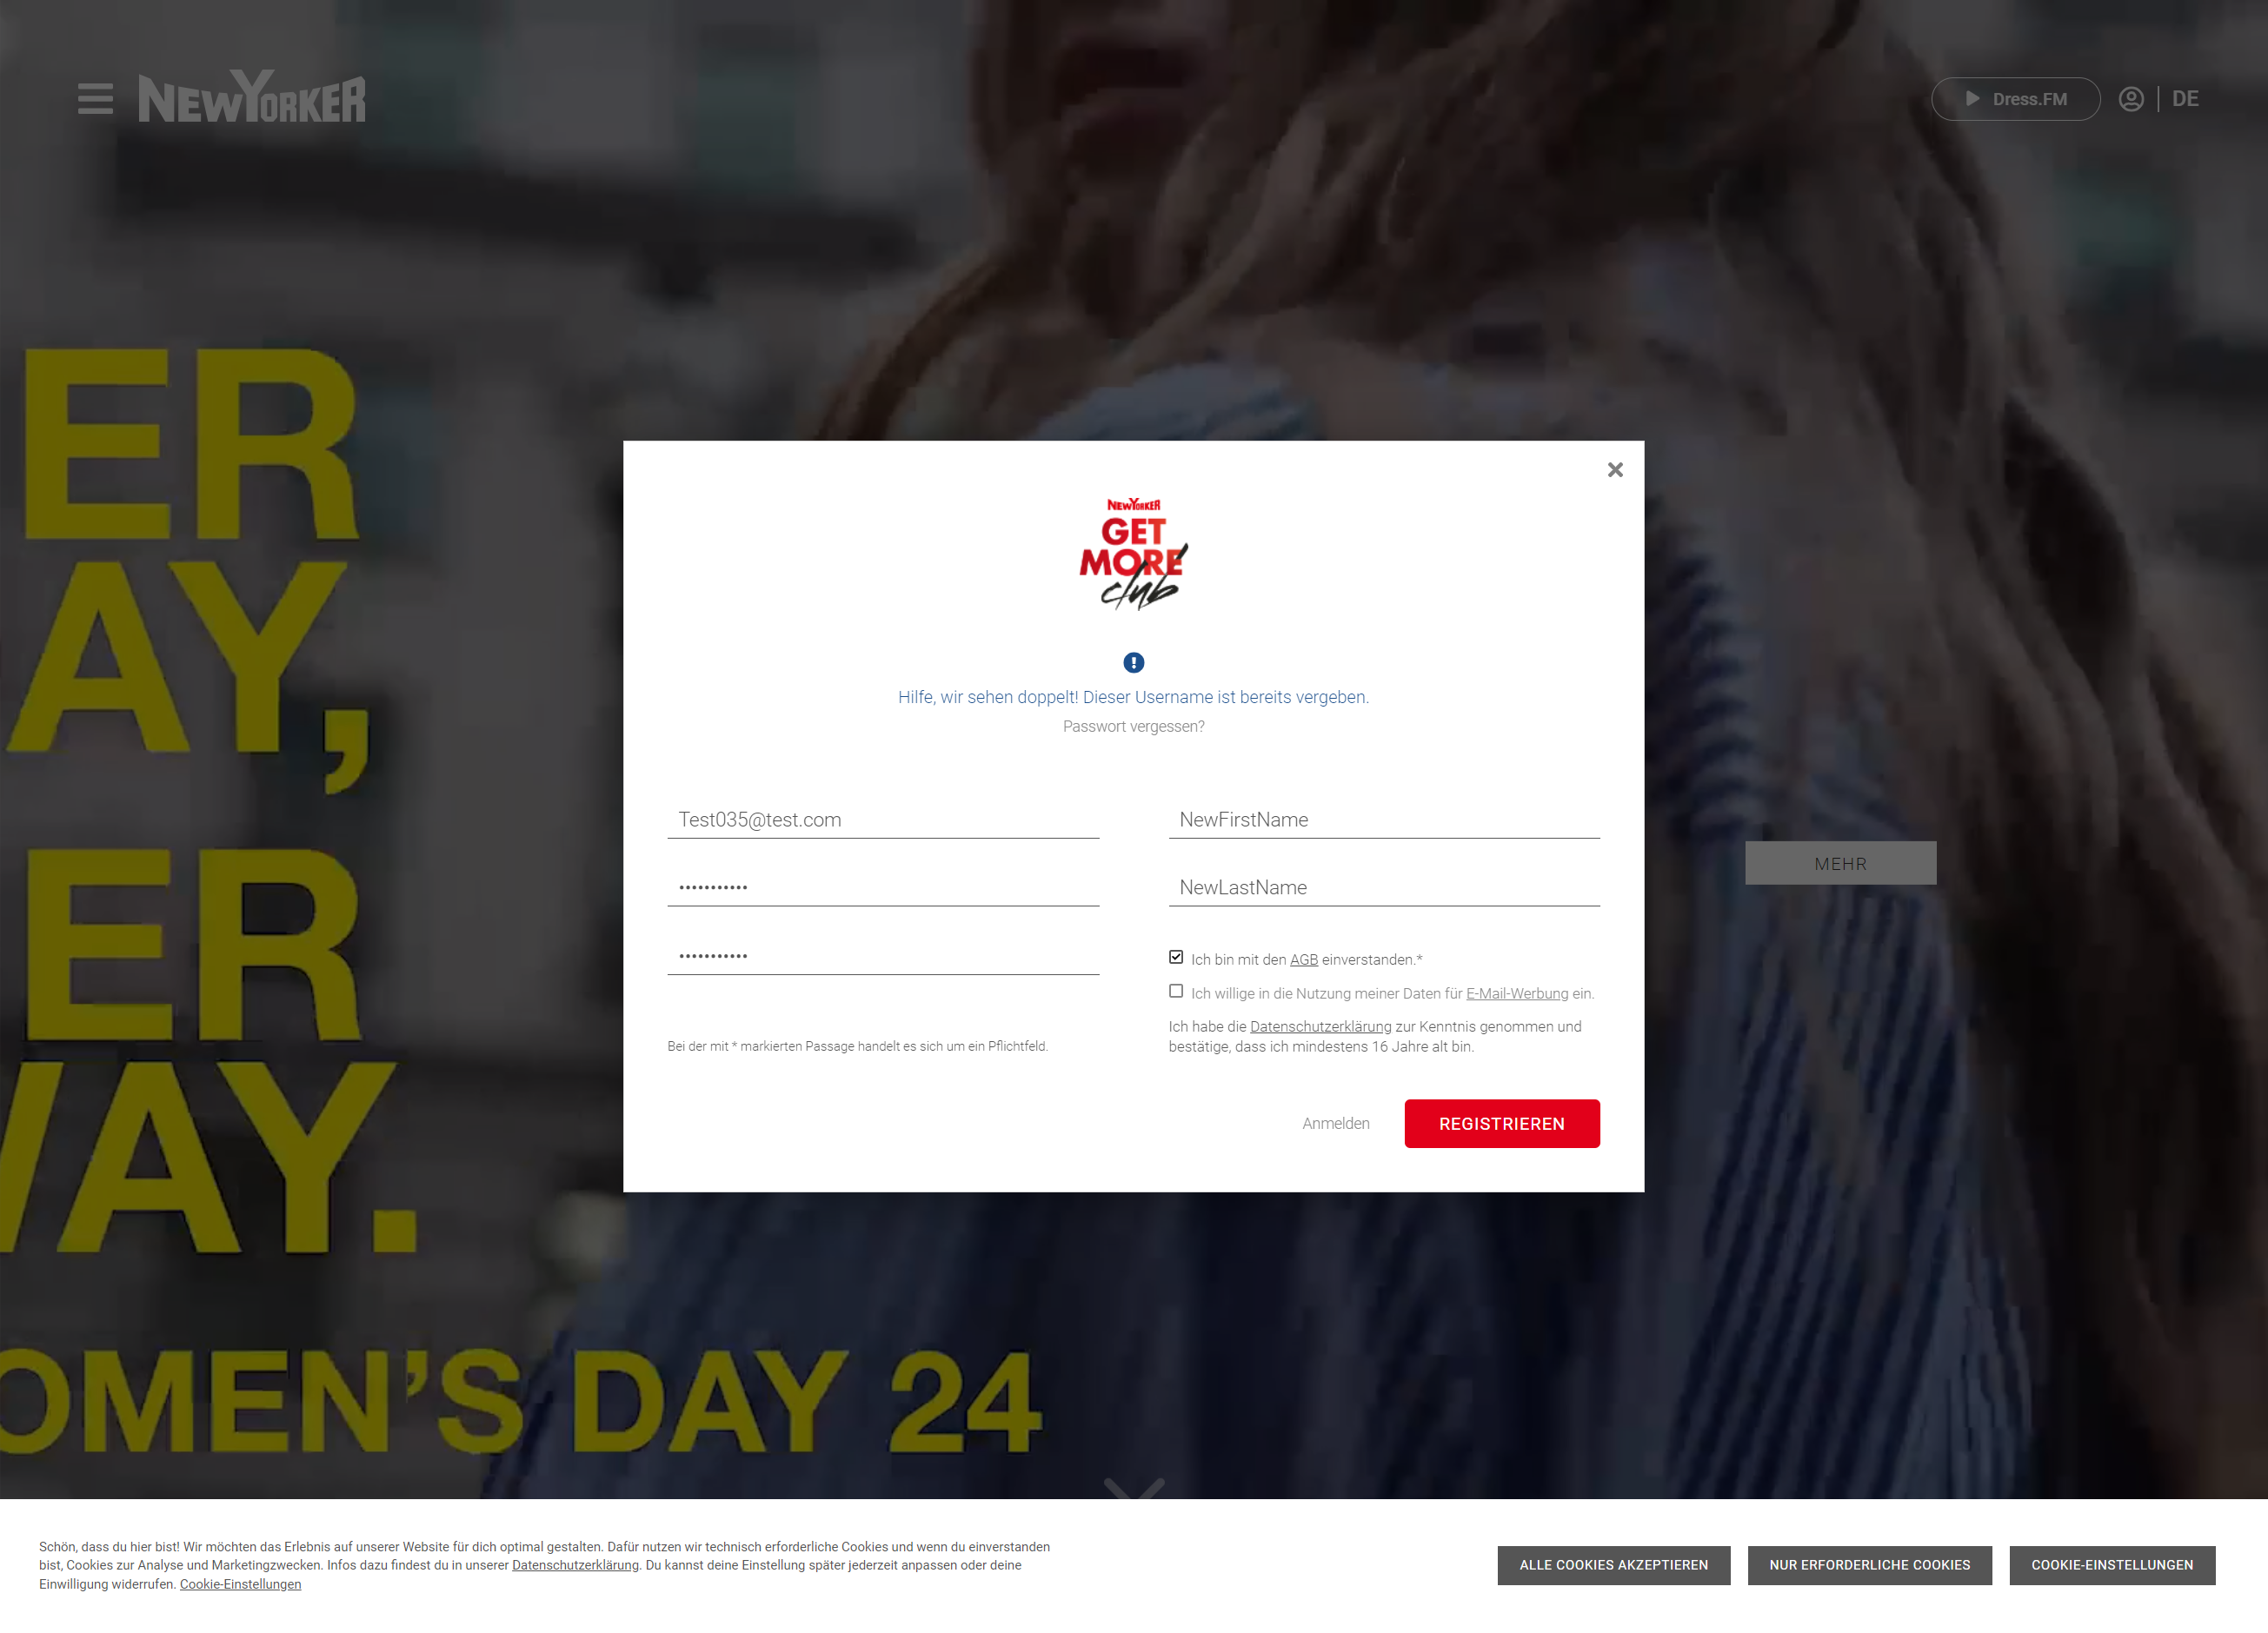 NEWYORKER
Dress.FM
DE
ER
AY,
ER
WAY.
OMEN'S DAY 24
MEHR
NEWYORKER
GET
MORE
club
Hilfe, wir sehen doppelt! Dieser Username ist bereits vergeben.
Passwort vergessen?
Test035@test.com
NewFirstName
•••••••••••
NewLastName
•••••••••••
Ich bin mit den AGB einverstanden.*
Ich willige in die Nutzung meiner Daten für E-Mail-Werbung ein.
Ich habe die Datenschutzerklärung zur Kenntnis genommen und
bestätige, dass ich mindestens 16 Jahre alt bin.
Bei der mit * markierten Passage handelt es sich um ein Pflichtfeld.
Anmelden
REGISTRIEREN
Schön, dass du hier bist! Wir möchten das Erlebnis auf unserer Website für dich optimal gestalten. Dafür nutzen wir technisch erforderliche Cookies und wenn du einverstanden
bist, Cookies zur Analyse und Marketingzwecken. Infos dazu findest du in unserer Datenschutzerklärung. Du kannst deine Einstellung später jederzeit anpassen oder deine
Einwilligung widerrufen. Cookie-Einstellungen
ALLE COOKIES AKZEPTIEREN
NUR ERFORDERLICHE COOKIES
COOKIE-EINSTELLUNGEN